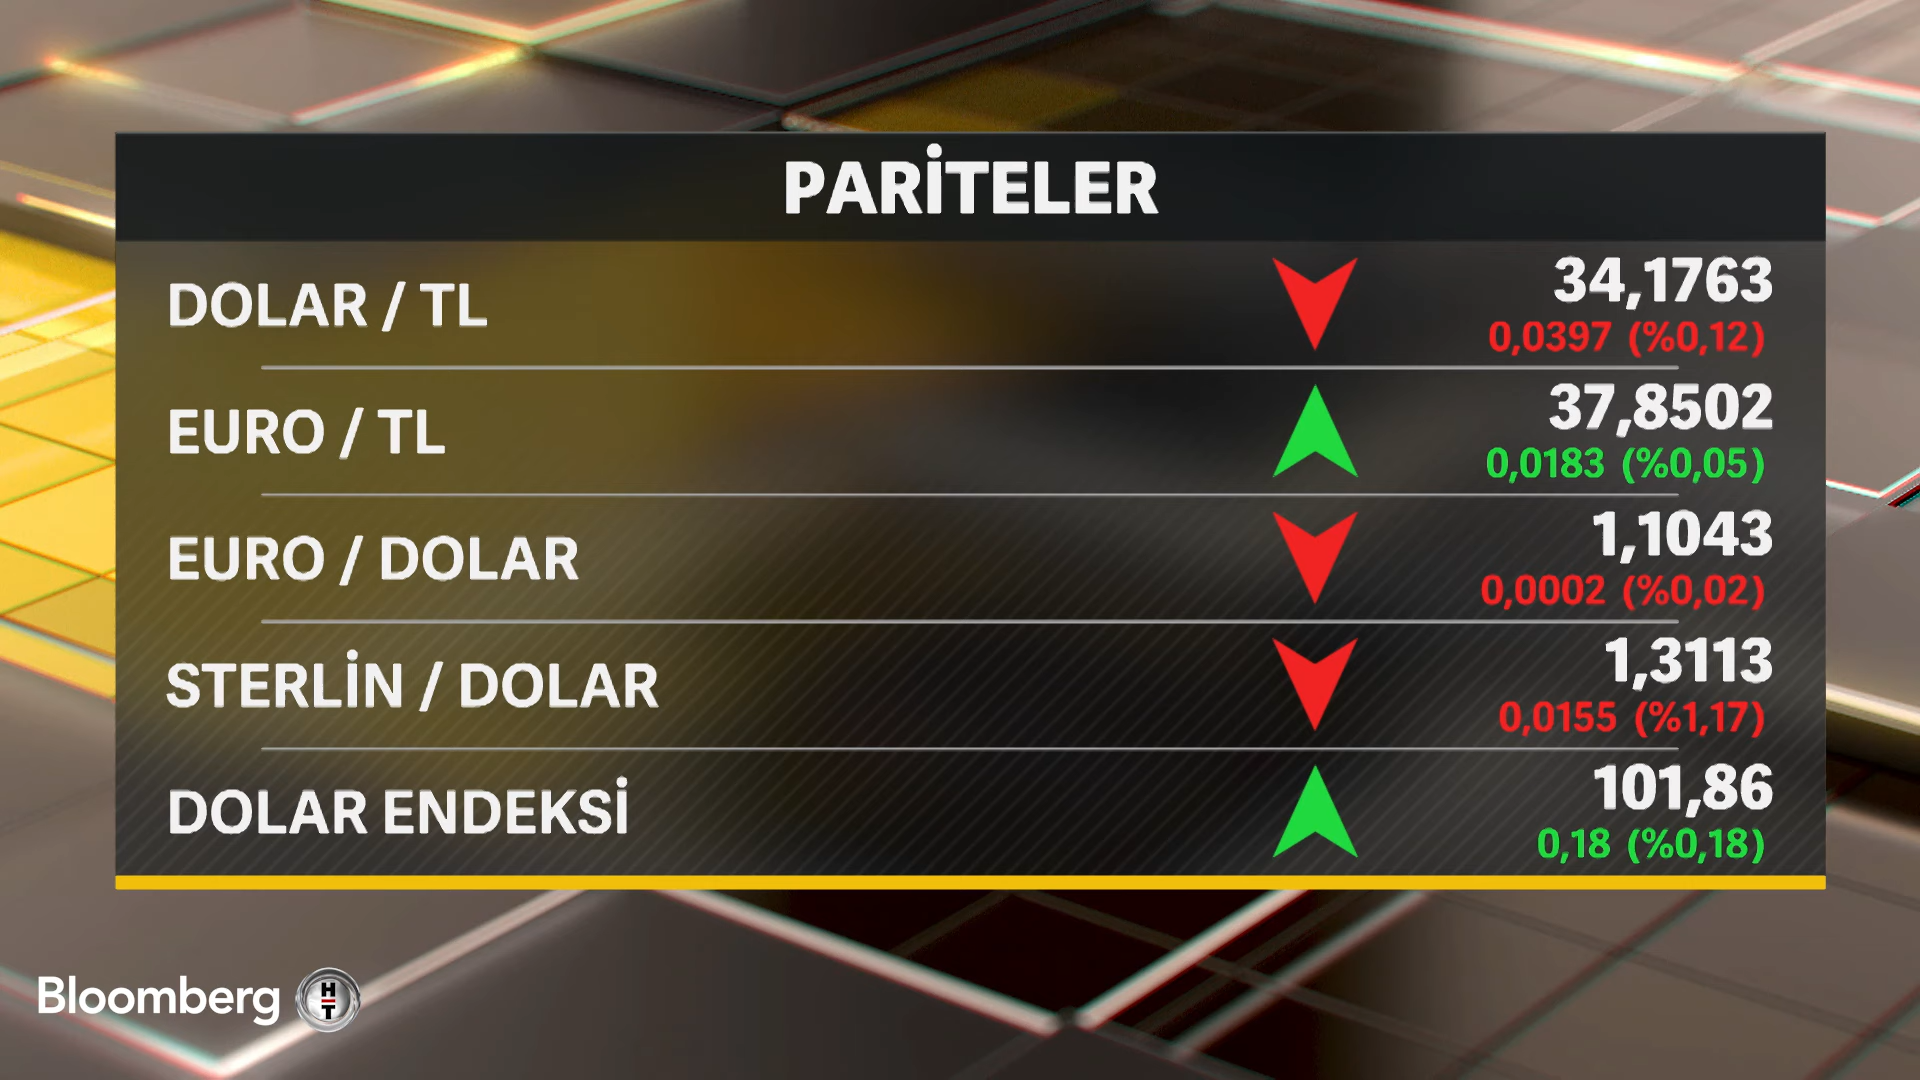 PARİTELER
DOLAR / TL
34,1763
0,0397 (%0,12)
EURO / TL
37,8502
0,0183 (%0,05)
EURO / DOLAR
1,1043
0,0002 (%0,02)
STERLİN / DOLAR
1,3113
0,0155 (%1,17)
DOLAR ENDEKSİ
101,86
0,18 (%0,18)
Bloomberg HT